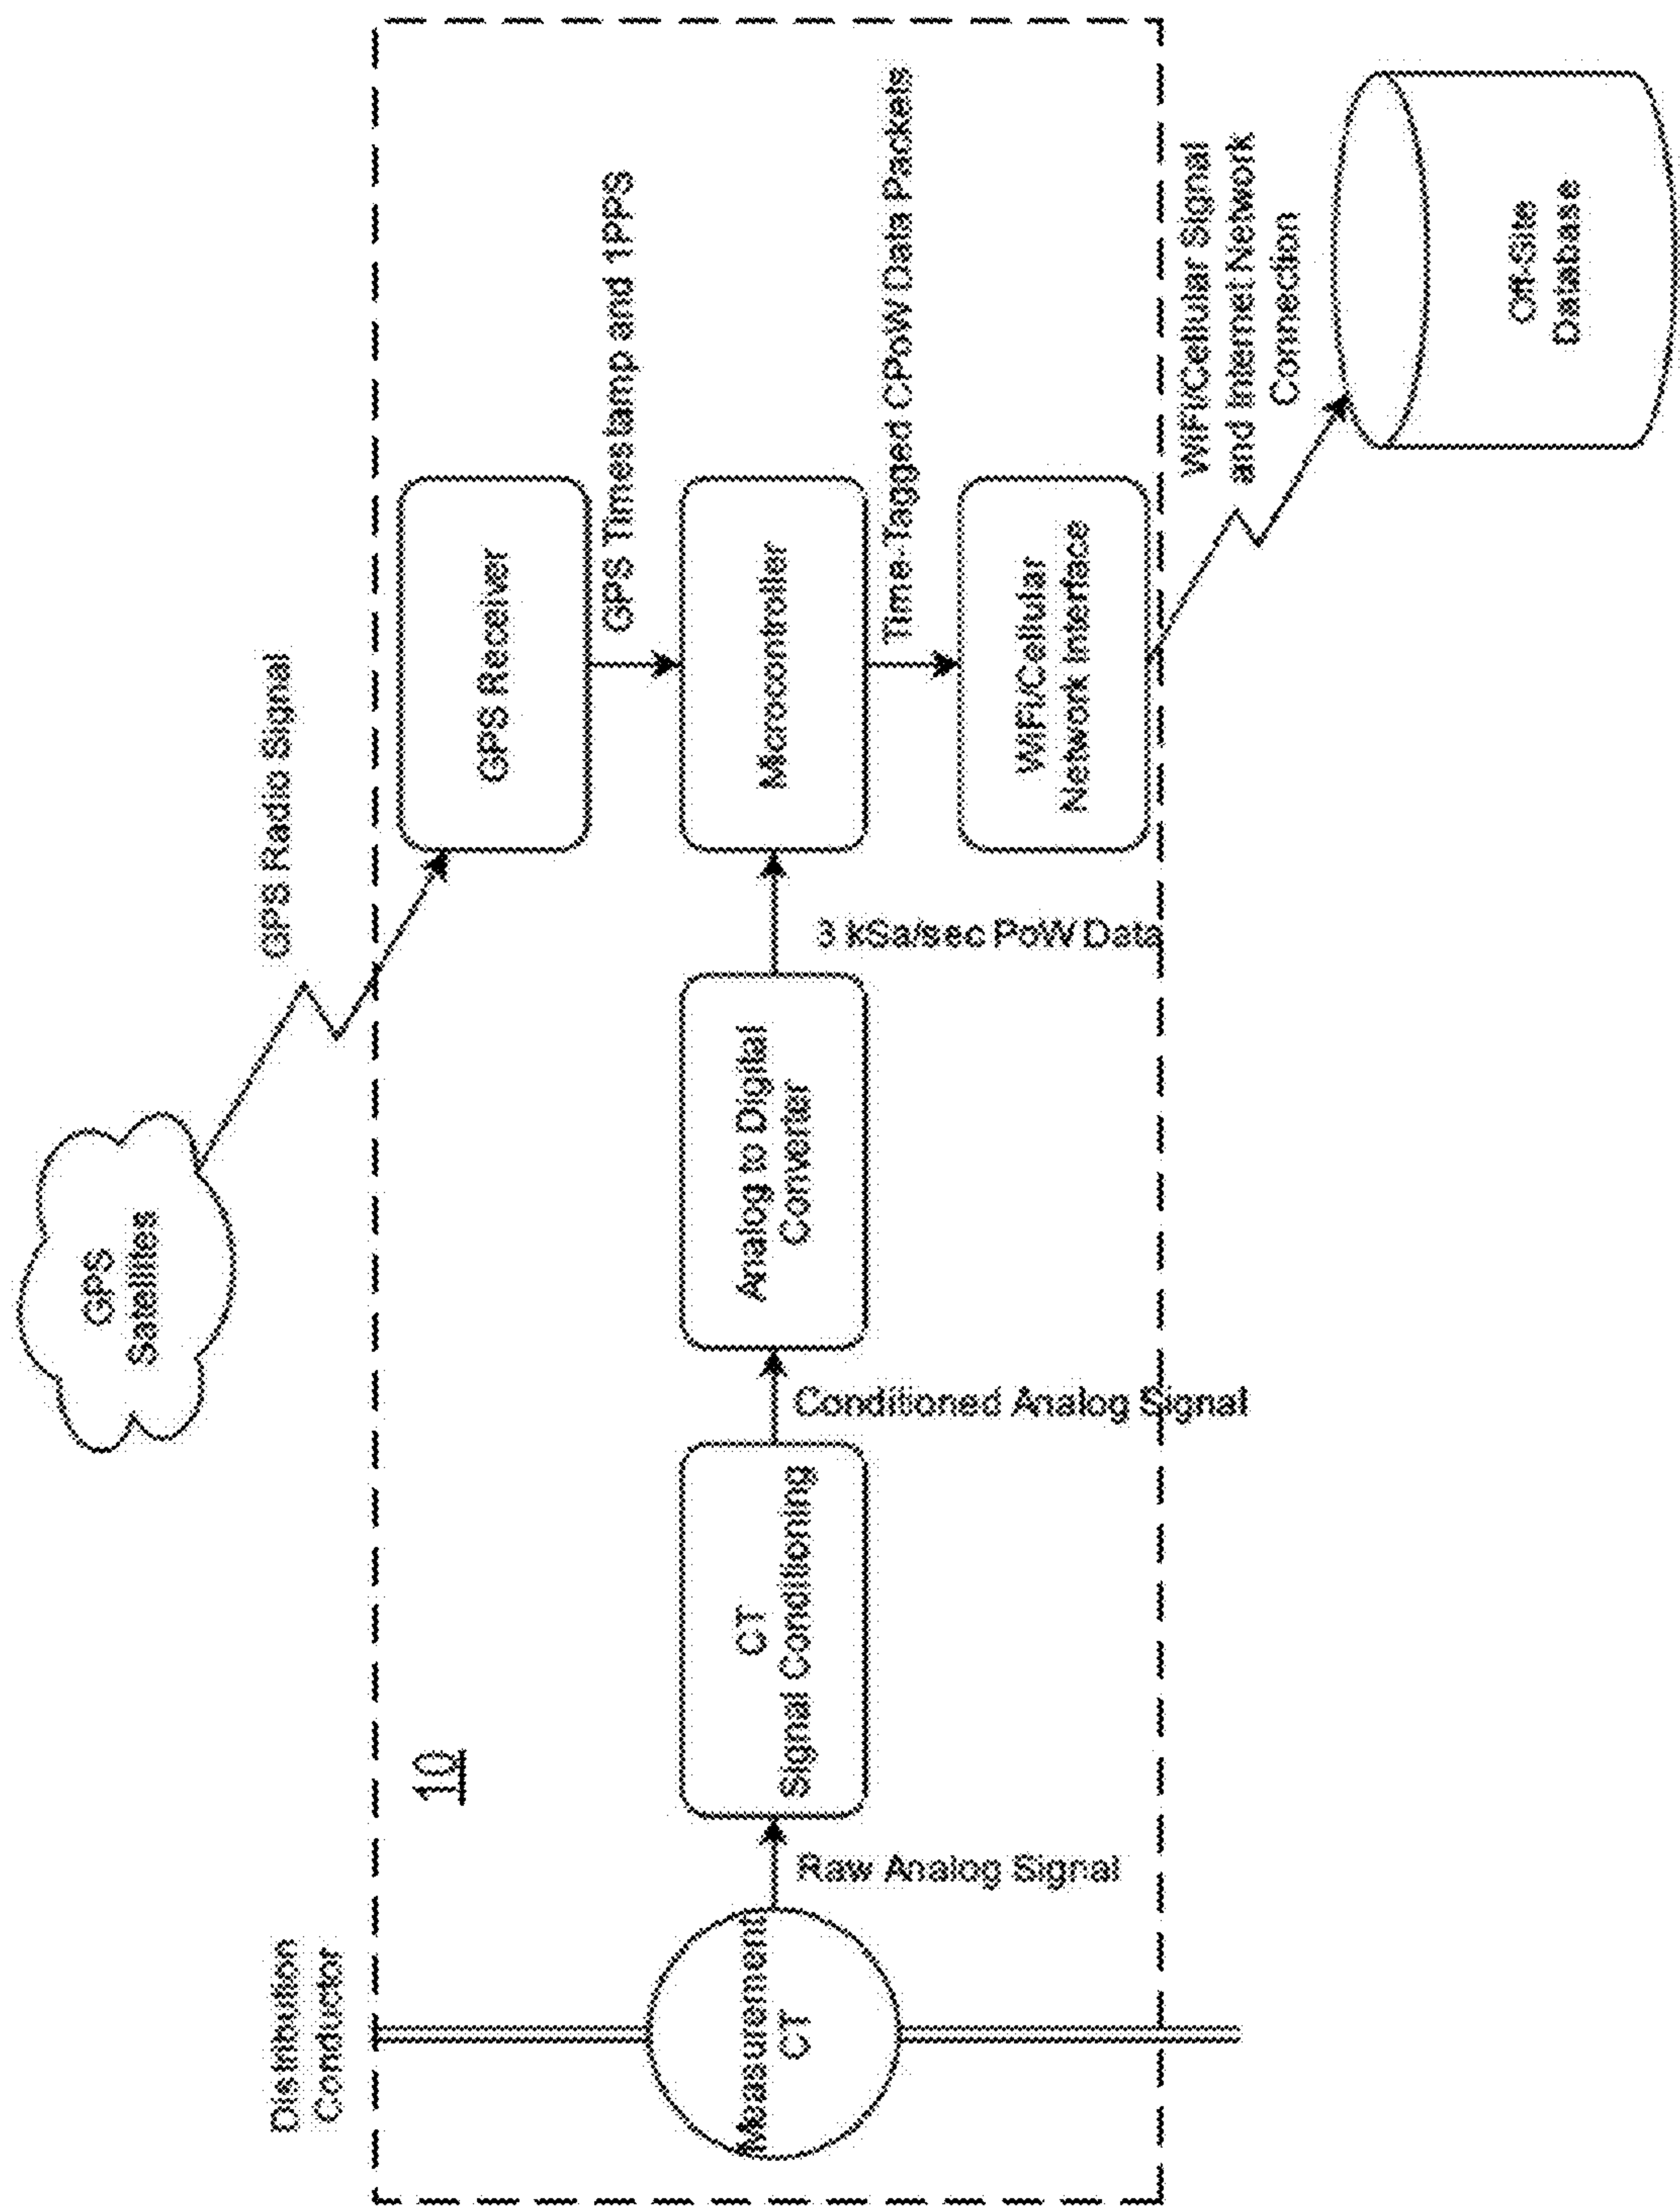 GPS
Satellites
GPS Radio Signal
Distribution
Conductor
10
GPS Receiver
GPS Timestamp and 1PPS
Measurement
CT
Raw Analog Signal
CT
Signal Conditioning
Conditioned Analog Signal
Analog to Digital
Converter
3 kSa/sec PoW Data
Microcontroller
Time-Tagged CPoW Data Packets
WiFi/Cellular
Network Interface
WiFi/Cellular Signal
and Internet Network
Connection
Off-Site
Database